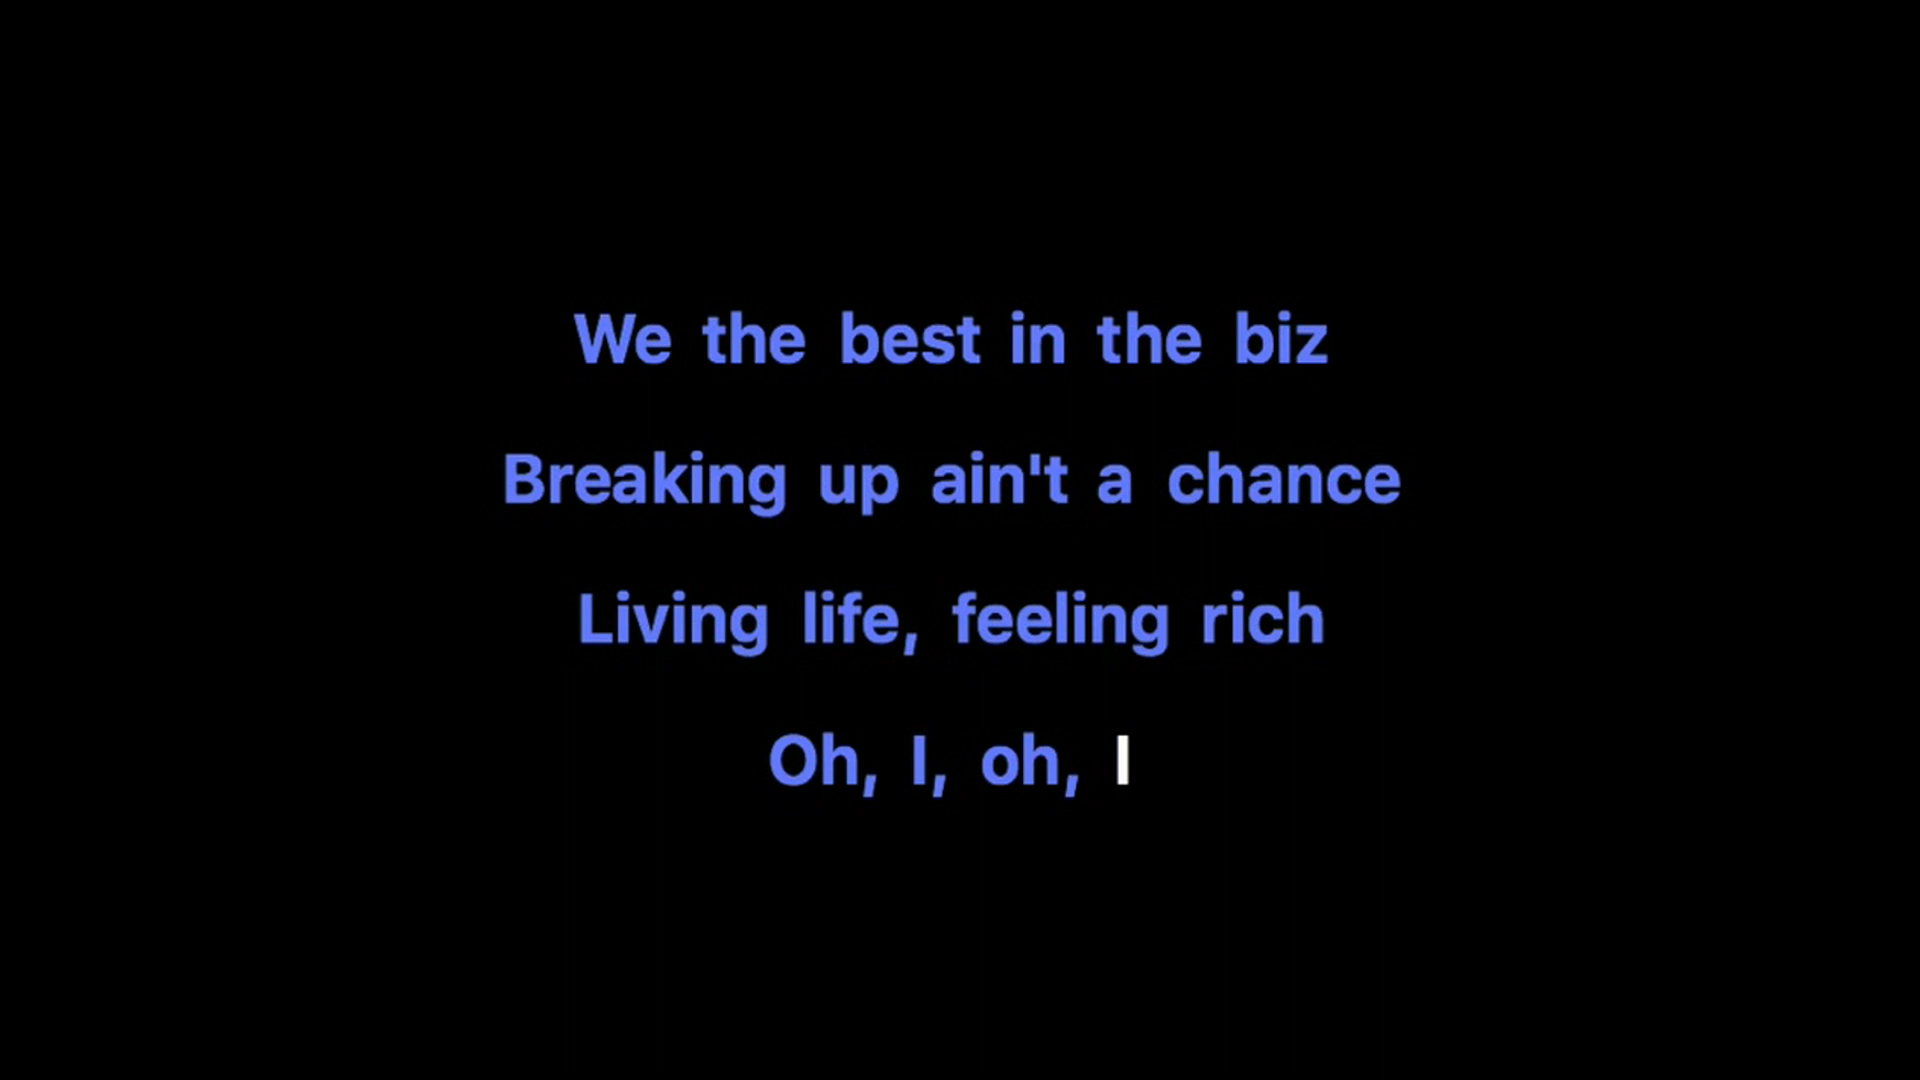 We the best in the biz
Breaking up ain't a chance
Living life, feeling rich
Oh, I, oh, I